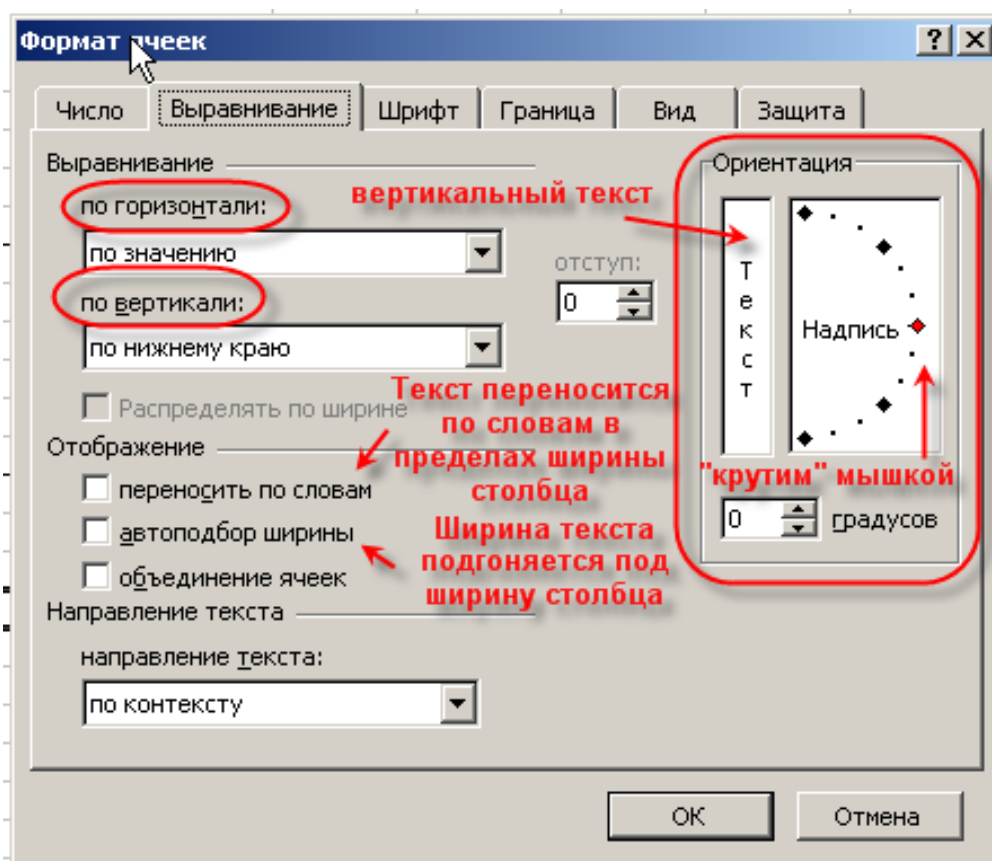 Формат ячеек
Число Выравнивание Шрифт Граница Вид Защита
Выравнивание
по горизонтали:
по значению
по вертикали:
по нижнему краю
отступ:
0
Распределять по ширине
вертикальный текст
Ориентация
Текст
Надпись
"крутим" мышкой
0 градусов
Отображение
переносить по словам
автоподбор ширины
объединение ячеек
Текст переносится
по словам в
пределах ширины
столбца
Ширина текста
подгоняется под
ширину столбца
Направление текста
направление текста:
по контексту
ОК Отмена